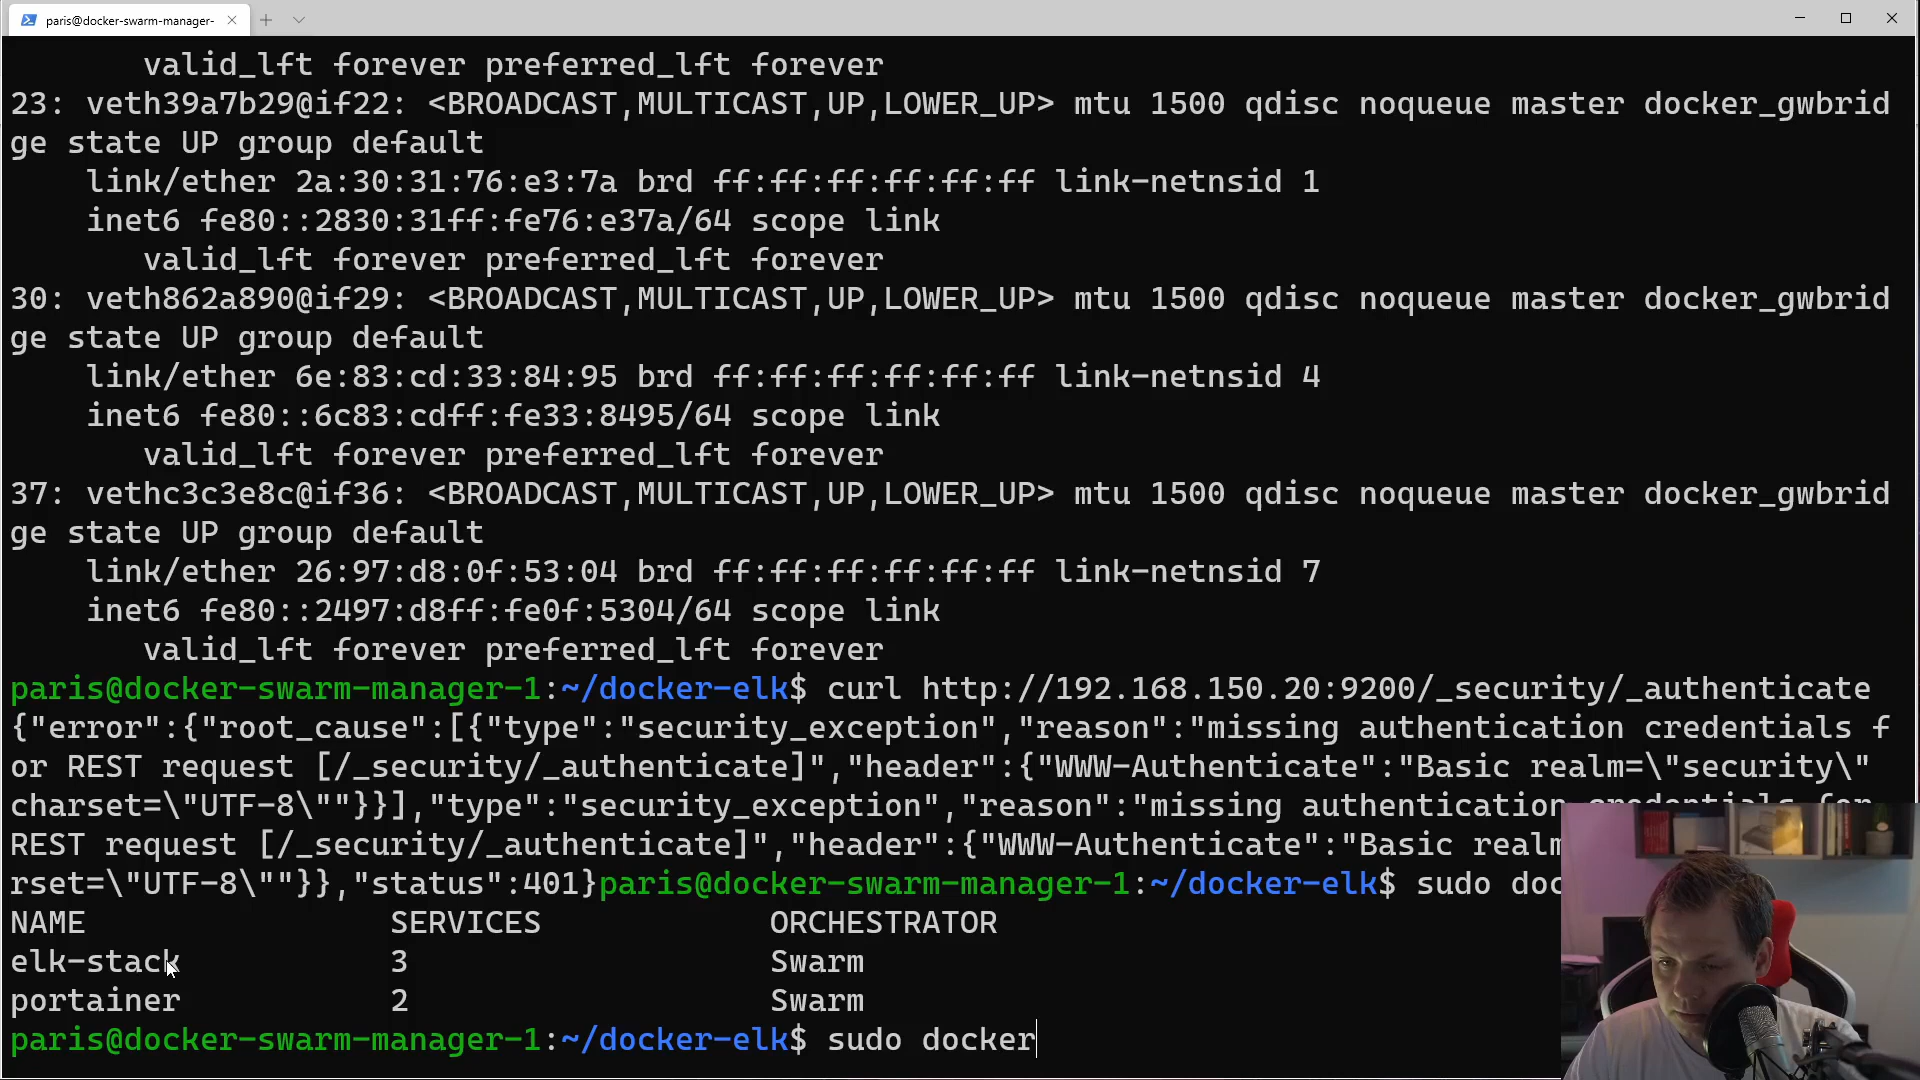 paris@docker-swarm-manager-
        valid_lft forever preferred_lft forever
23: veth39a7b29@if22: <BROADCAST,MULTICAST,UP,LOWER_UP> mtu 1500 qdisc noqueue master docker_gwbrid
ge state UP group default
    link/ether 2a:30:31:76:e3:7a brd ff:ff:ff:ff:ff:ff link-netnsid 1
    inet6 fe80::2830:31ff:fe76:e37a/64 scope link
       valid_lft forever preferred_lft forever
30: veth862a890@if29: <BROADCAST,MULTICAST,UP,LOWER_UP> mtu 1500 qdisc noqueue master docker_gwbrid
ge state UP group default
    link/ether 6e:83:cd:33:84:95 brd ff:ff:ff:ff:ff:ff link-netnsid 4
    inet6 fe80::6c83:cdff:fe33:8495/64 scope link
       valid_lft forever preferred_lft forever
37: vethc3c3e8c@if36: <BROADCAST,MULTICAST,UP,LOWER_UP> mtu 1500 qdisc noqueue master docker_gwbrid
ge state UP group default
    link/ether 26:97:d8:0f:53:04 brd ff:ff:ff:ff:ff:ff link-netnsid 7
    inet6 fe80::2497:d8ff:fe0f:5304/64 scope link
       valid_lft forever preferred_lft forever
paris@docker-swarm-manager-1:~/docker-elk$ curl http://192.168.150.20:9200/_security/_authenticate
{"error":{"root_cause":[{"type":"security_exception","reason":"missing authentication credentials f
or REST request [/_security/_authenticate]","header":{"WWW-Authenticate":"Basic realm=\"security\"
charset=\"UTF-8\""}}],"type":"security_exception","reason":"missing authentication credentials for
REST request [/_security/_authenticate]","header":{"WWW-Authenticate":"Basic realm
rset=\"UTF-8\""}},"status":401}paris@docker-swarm-manager-1:~/docker-elk$ sudo
NAME                SERVICES            ORCHESTRATOR
elk-stack           3                   Swarm
portainer           2                   Swarm
paris@docker-swarm-manager-1:~/docker-elk$ sudo docker